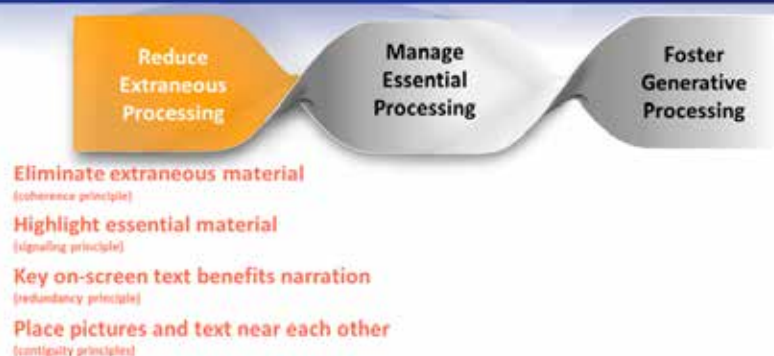 Reduce
Extraneous
Processing
Manage
Essential
Processing
Foster
Generative
Processing
Eliminate extraneous material
(coherence principle)
Highlight essential material
(signaling principle)
Key on-screen text benefits narration
(redundancy principle)
Place pictures and text near each other
(contiguity principles)